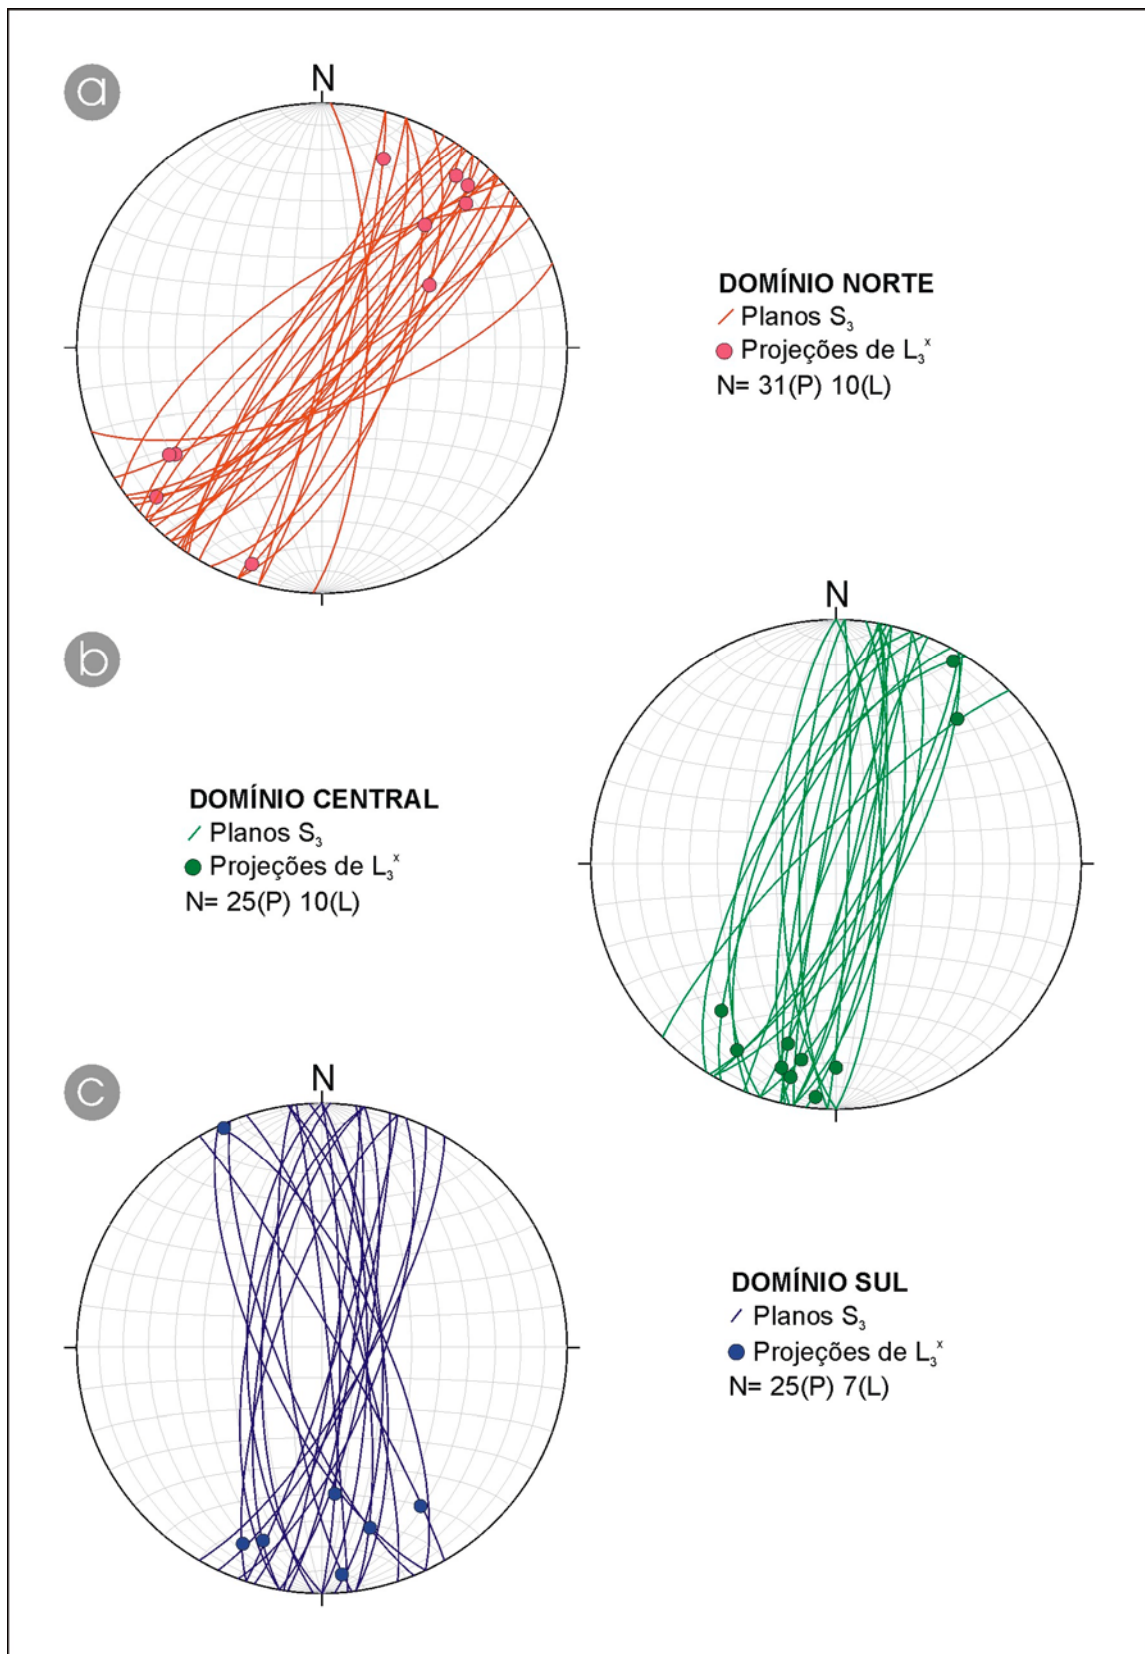 a
N
DOMÍNIO NORTE
Planos S₃
Projeções de L₃ˣ
N= 31(P) 10(L)
b
N
DOMÍNIO CENTRAL
Planos S₃
Projeções de L₃ˣ
N= 25(P) 10(L)
c
N
DOMÍNIO SUL
Planos S₃
Projeções de L₃ˣ
N= 25(P) 7(L)